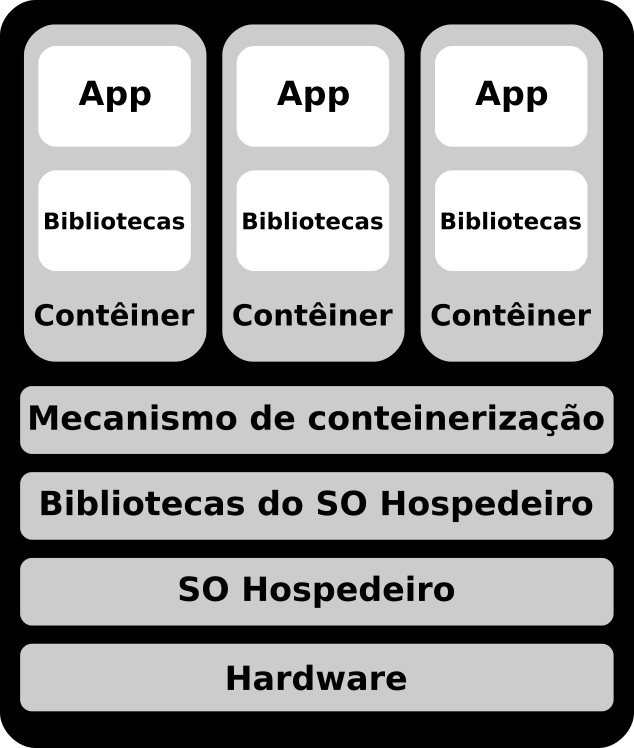 App
App
App
Bibliotecas
Bibliotecas
Bibliotecas
Contêiner
Contêiner
Contêiner
Mecanismo de conteinerização
Bibliotecas do SO Hospedeiro
SO Hospedeiro
Hardware